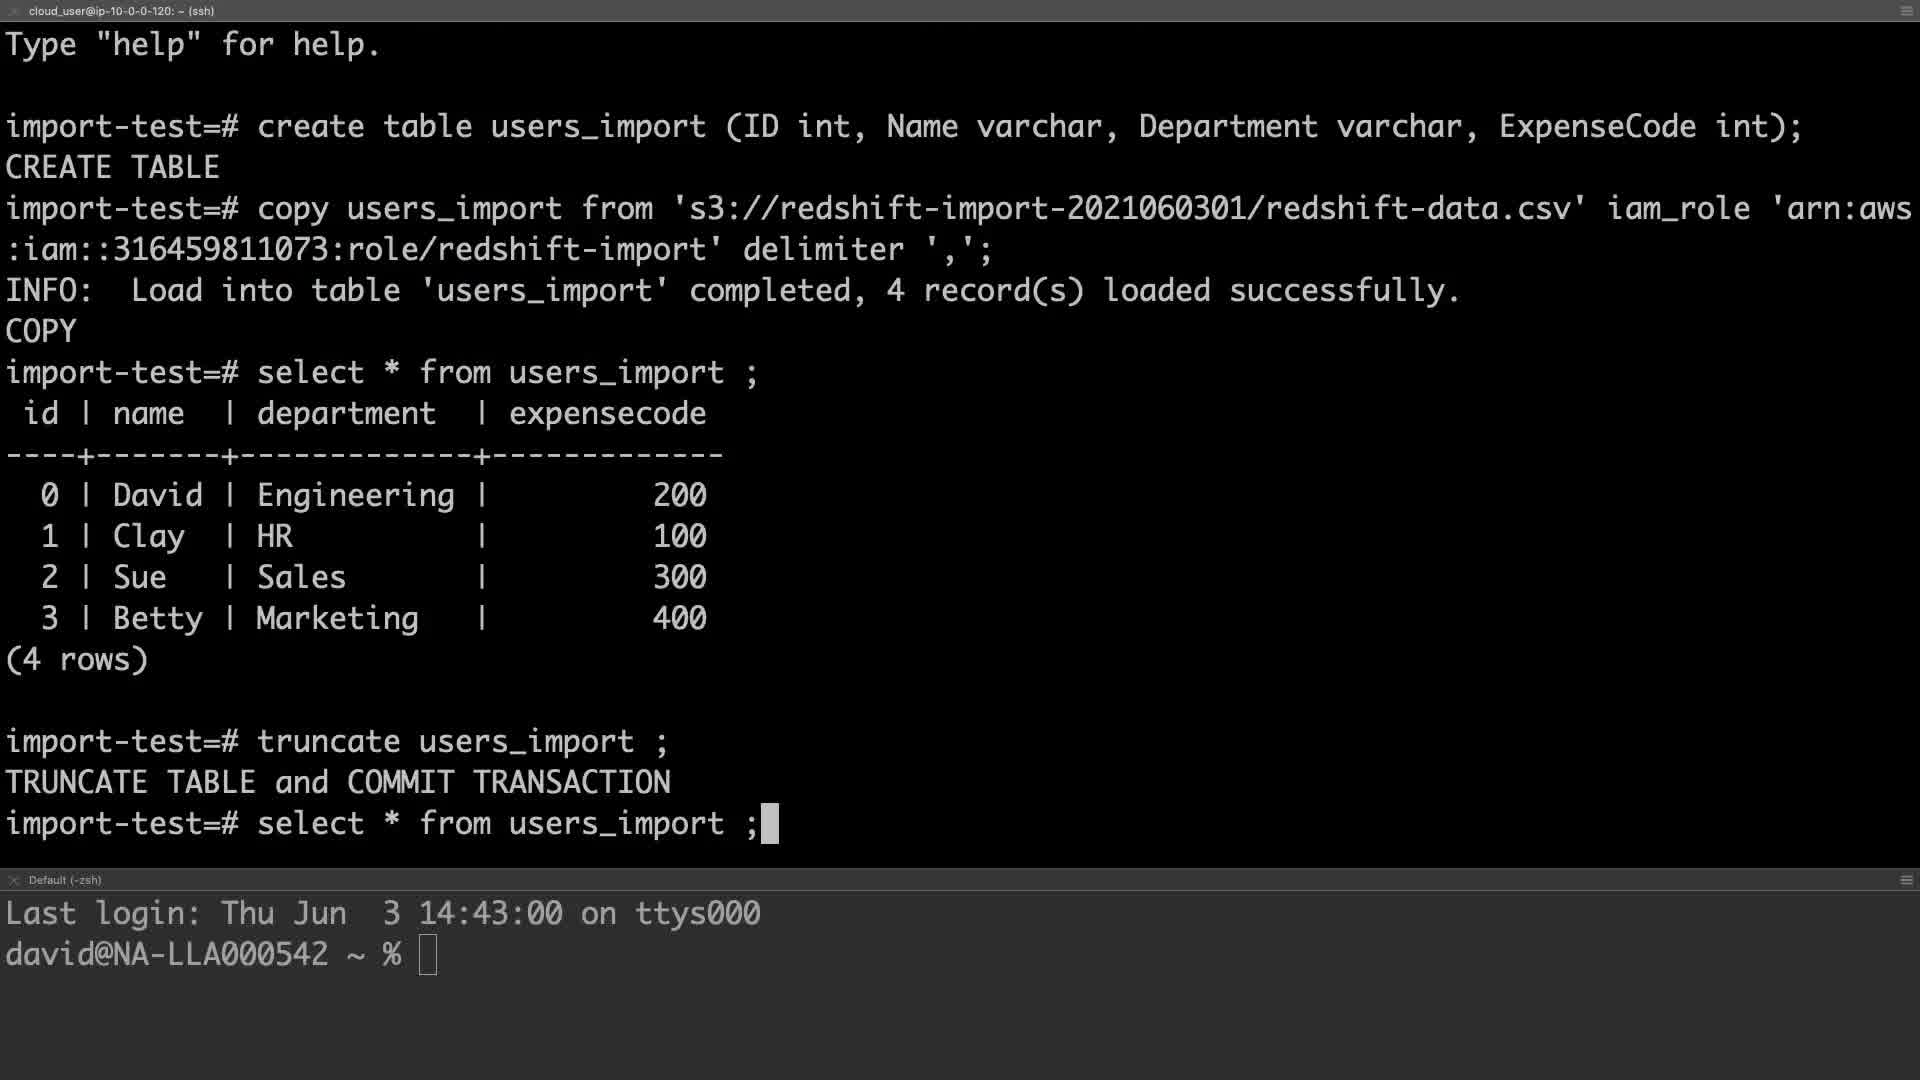 cloud_user@ip-10-0-0-120: ~ (ssh)
Type "help" for help.
import-test=# create table users_import (ID int, Name varchar, Department varchar, ExpenseCode int);
CREATE TABLE
import-test=# copy users_import from 's3://redshift-import-2021060301/redshift-data.csv' iam_role 'arn:aws
:iam::316459811073:role/redshift-import' delimiter ',';
INFO:  Load into table 'users_import' completed, 4 record(s) loaded successfully.
COPY
import-test=# select * from users_import ;
 id | name  | department  | expensecode
----+-------+-------------+-------------
  0 | David | Engineering |         200
  1 | Clay  | HR          |         100
  2 | Sue   | Sales       |         300
  3 | Betty | Marketing   |         400
(4 rows)
import-test=# truncate users_import ;
TRUNCATE TABLE and COMMIT TRANSACTION
import-test=# select * from users_import ;
Default (-zsh)
Last login: Thu Jun  3 14:43:00 on ttys000
david@NA-LLA000542 ~ %